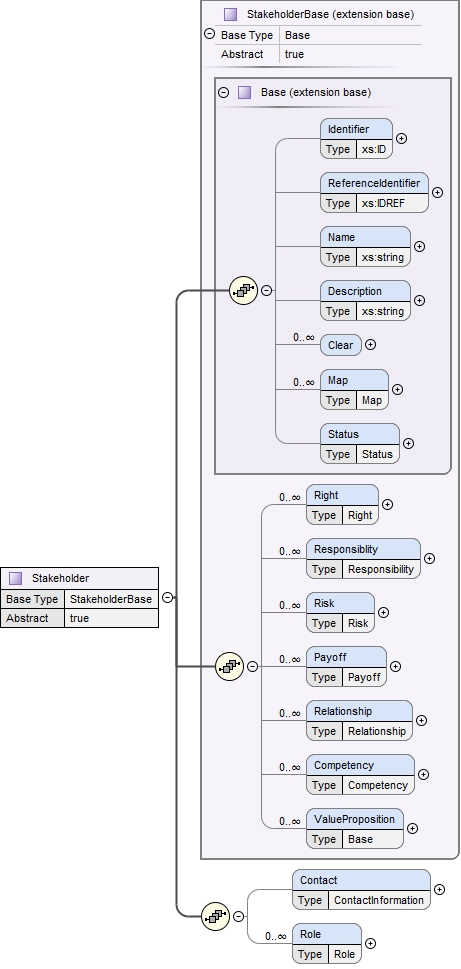 StakeholderBase (extension base)
Base Type Base
Abstract true
Base (extension base)
Identifier
Type xs:ID
ReferenceIdentifier
Type xs:IDREF
Name
Type xs:string
Description
Type xs:string
0..∞
Clear
0..∞
Map
Type Map
Status
Type Status
0..∞
Right
Type Right
0..∞
Responsiblity
Type Responsibility
0..∞
Risk
Type Risk
0..∞
Payoff
Type Payoff
0..∞
Relationship
Type Relationship
0..∞
Competency
Type Competency
0..∞
ValueProposition
Type Base
Stakeholder
Base Type StakeholderBase
Abstract true
Contact
Type ContactInformation
0..∞
Role
Type Role